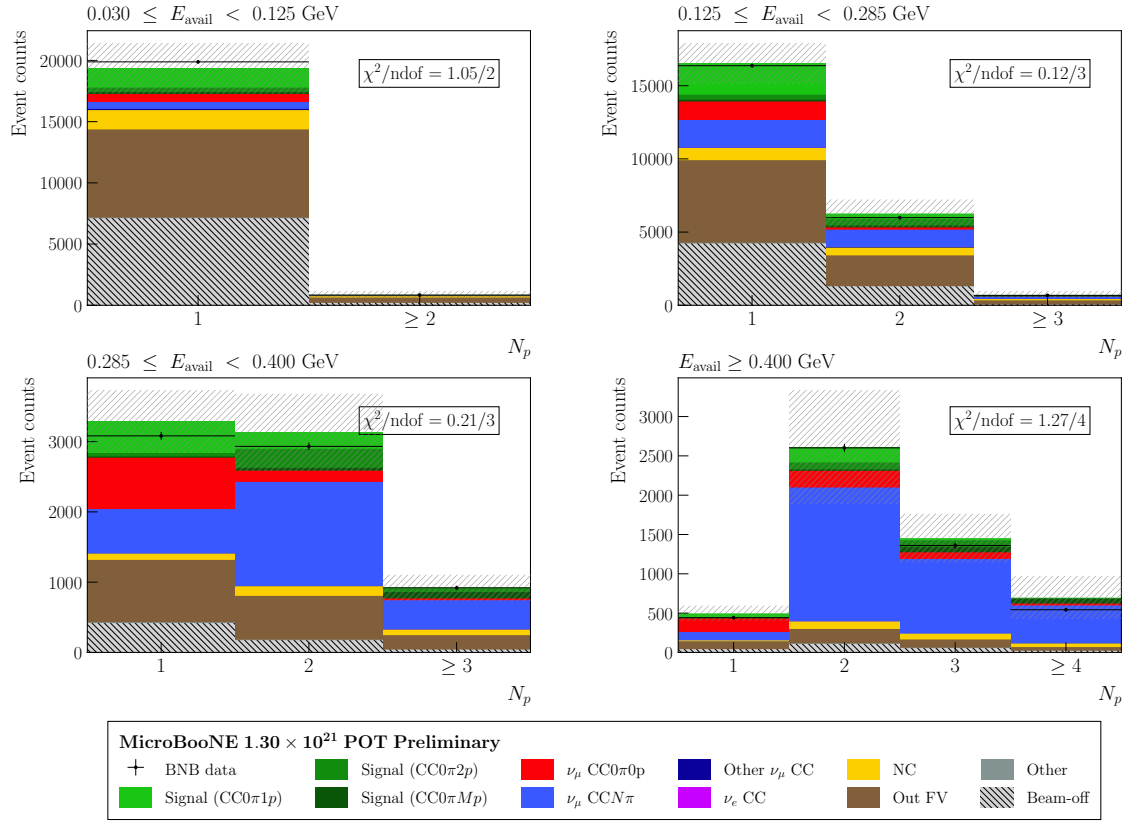 0.030 ≤ E_avail < 0.125 GeV
Event counts
20000
15000
10000
5000
0
χ²/ndof = 1.05/2
1
≥ 2
N_p
0.125 ≤ E_avail < 0.285 GeV
Event counts
15000
10000
5000
0
χ²/ndof = 0.12/3
1
2
≥ 3
N_p
0.285 ≤ E_avail < 0.400 GeV
Event counts
3000
2000
1000
0
χ²/ndof = 0.21/3
1
2
≥ 3
N_p
E_avail ≥ 0.400 GeV
Event counts
3000
2500
2000
1500
1000
500
0
χ²/ndof = 1.27/4
1
2
3
≥ 4
N_p
MicroBooNE 1.30 × 10²¹ POT Preliminary
BNB data
Signal (CC0π1p)
Signal (CC0π2p)
Signal (CC0πMp)
ν_μ CC0π0p
ν_μ CCNπ
Other ν_μ CC
ν_e CC
NC
Out FV
Other
Beam-off